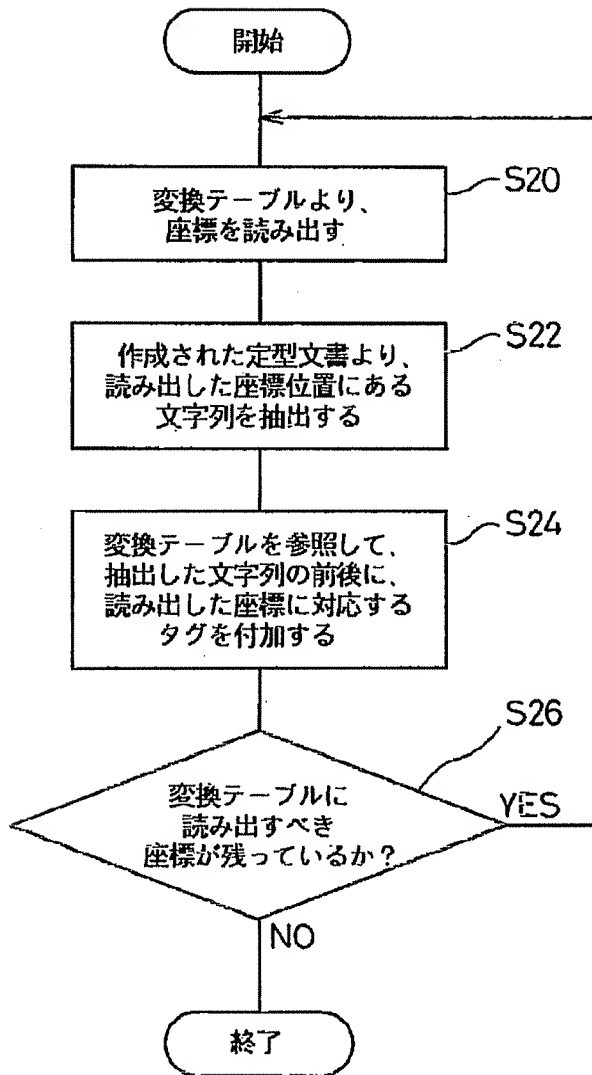 開始
変換テーブルより、
座標を読み出す
S20
作成された定型文書より、
読み出した座標位置にある
文字列を抽出する
S22
変換テーブルを参照して、
抽出した文字列の前後に、
読み出した座標に対応する
タグを付加する
S24
S26
変換テーブルに
読み出すべき
座標が残っているか？
YES
NO
終了